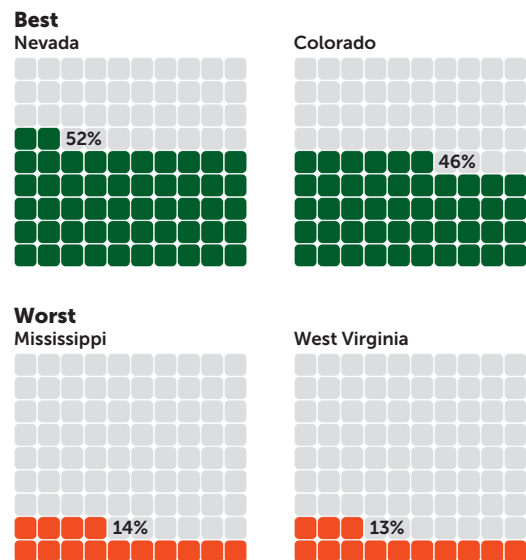 Best
Nevada
Colorado
52%
46%
Worst
Mississippi
West Virginia
14%
13%